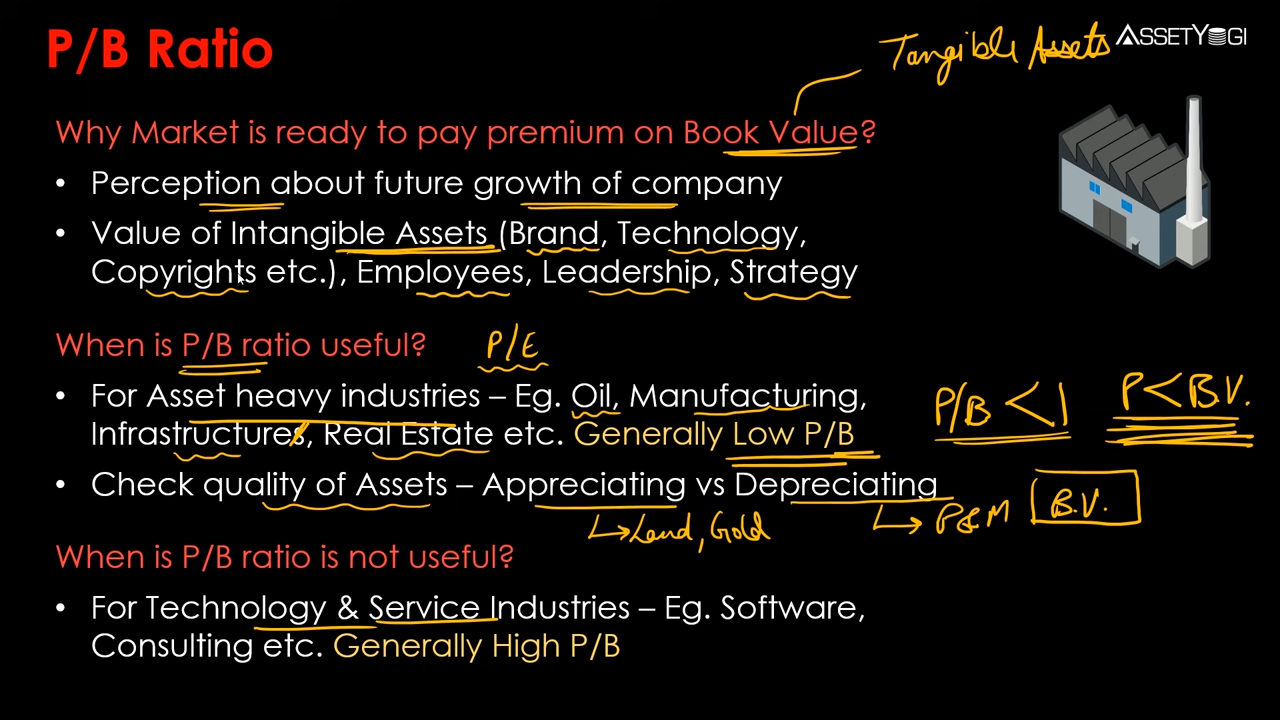 P/B Ratio
Tangible Assets
ASSETYOGI
Why Market is ready to pay premium on Book Value?
• Perception about future growth of company
• Value of Intangible Assets (Brand, Technology,
Copyrights etc.), Employees, Leadership, Strategy
When is P/B ratio useful?
P/E
• For Asset heavy industries – Eg. Oil, Manufacturing,
Infrastructures, Real Estate etc. Generally Low P/B
P/B < 1
P < B.V.
• Check quality of Assets – Appreciating vs Depreciating
Land, Gold
P&M
B.V.
When is P/B ratio is not useful?
• For Technology & Service Industries – Eg. Software,
Consulting etc. Generally High P/B